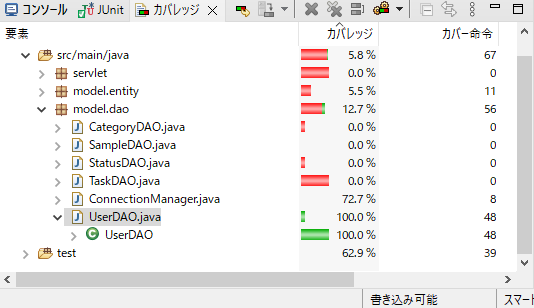 コンソール JUnit カバレッジ
要素 カバレッジ カバー命令
src/main/java 5.8 % 67
servlet 0.0 % 0
model.entity 5.5 % 11
model.dao 12.7 % 56
CategoryDAO.java 0.0 % 0
SampleDAO.java 0.0 % 0
StatusDAO.java 0.0 % 0
TaskDAO.java 0.0 % 0
ConnectionManager.java 72.7 % 8
UserDAO.java 100.0 % 48
UserDAO 100.0 % 48
test 62.9 % 39
書き込み可能 スマート